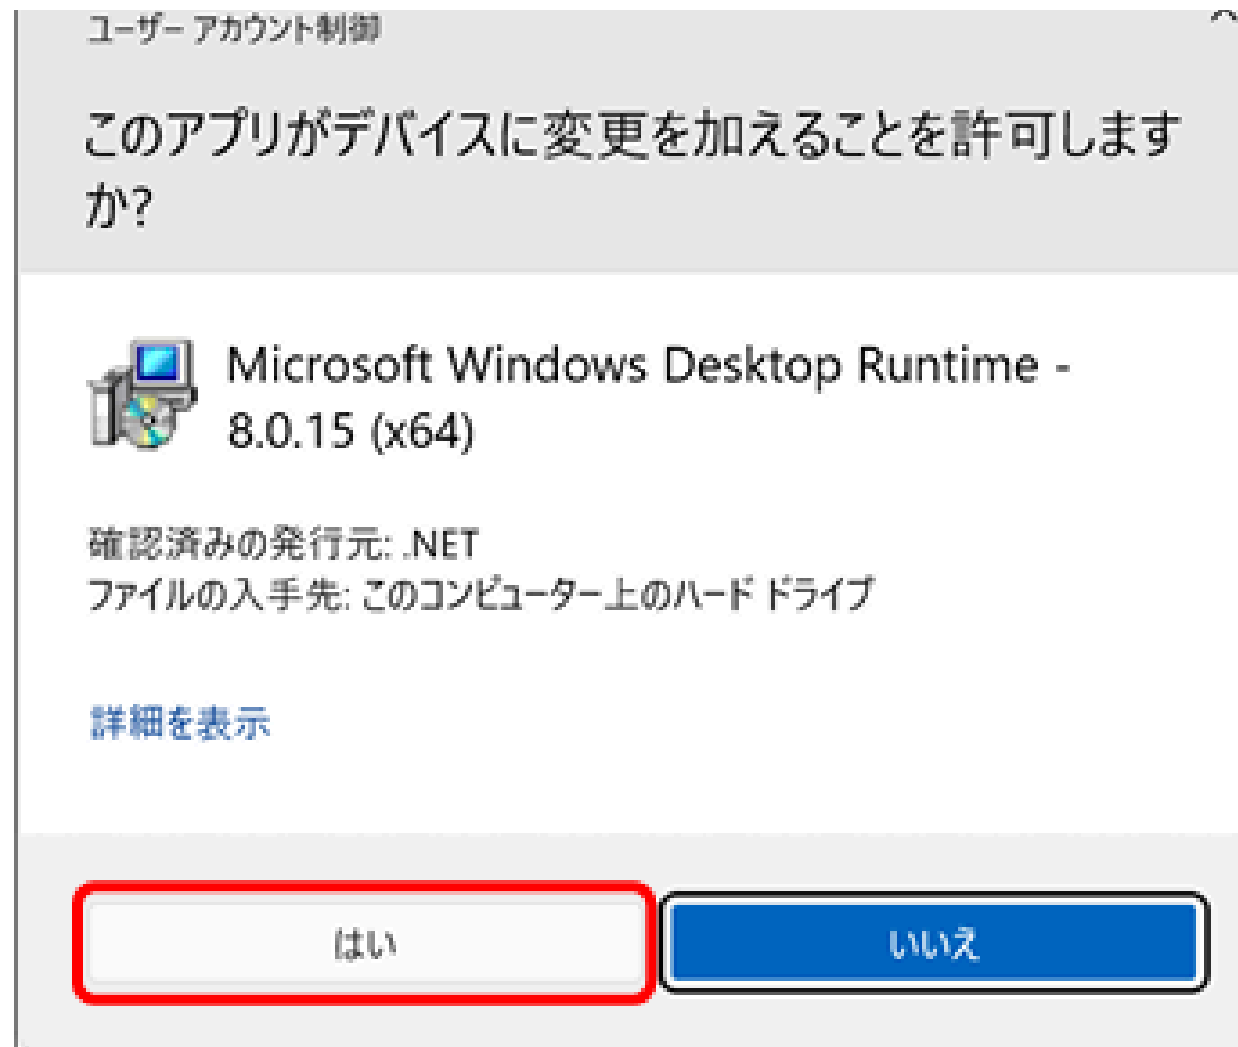 ユーザー アカウント制御
このアプリがデバイスに変更を加えることを許可します
か?
Microsoft Windows Desktop Runtime -
8.0.15 (x64)
確認済みの発行元: .NET
ファイルの入手先: このコンピューター上のハード ドライブ
詳細を表示
はい
いいえ